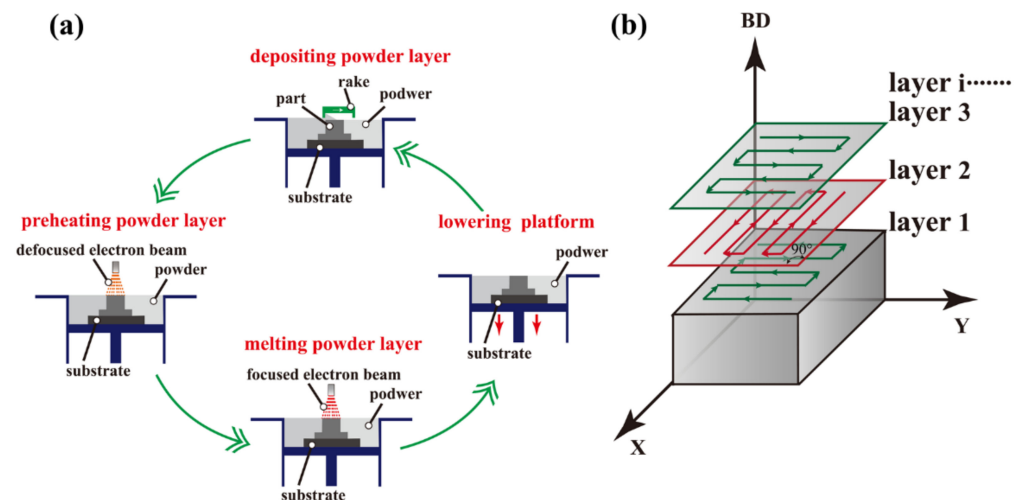 (a)
depositing powder layer
rake
part
podwer
substrate
preheating powder layer
defocused electron beam
powder
substrate
lowering platform
podwer
substrate
melting powder layer
focused electron beam
podwer
substrate
(b)
BD
layer i·······
layer 3
layer 2
layer 1
90°
Y
X